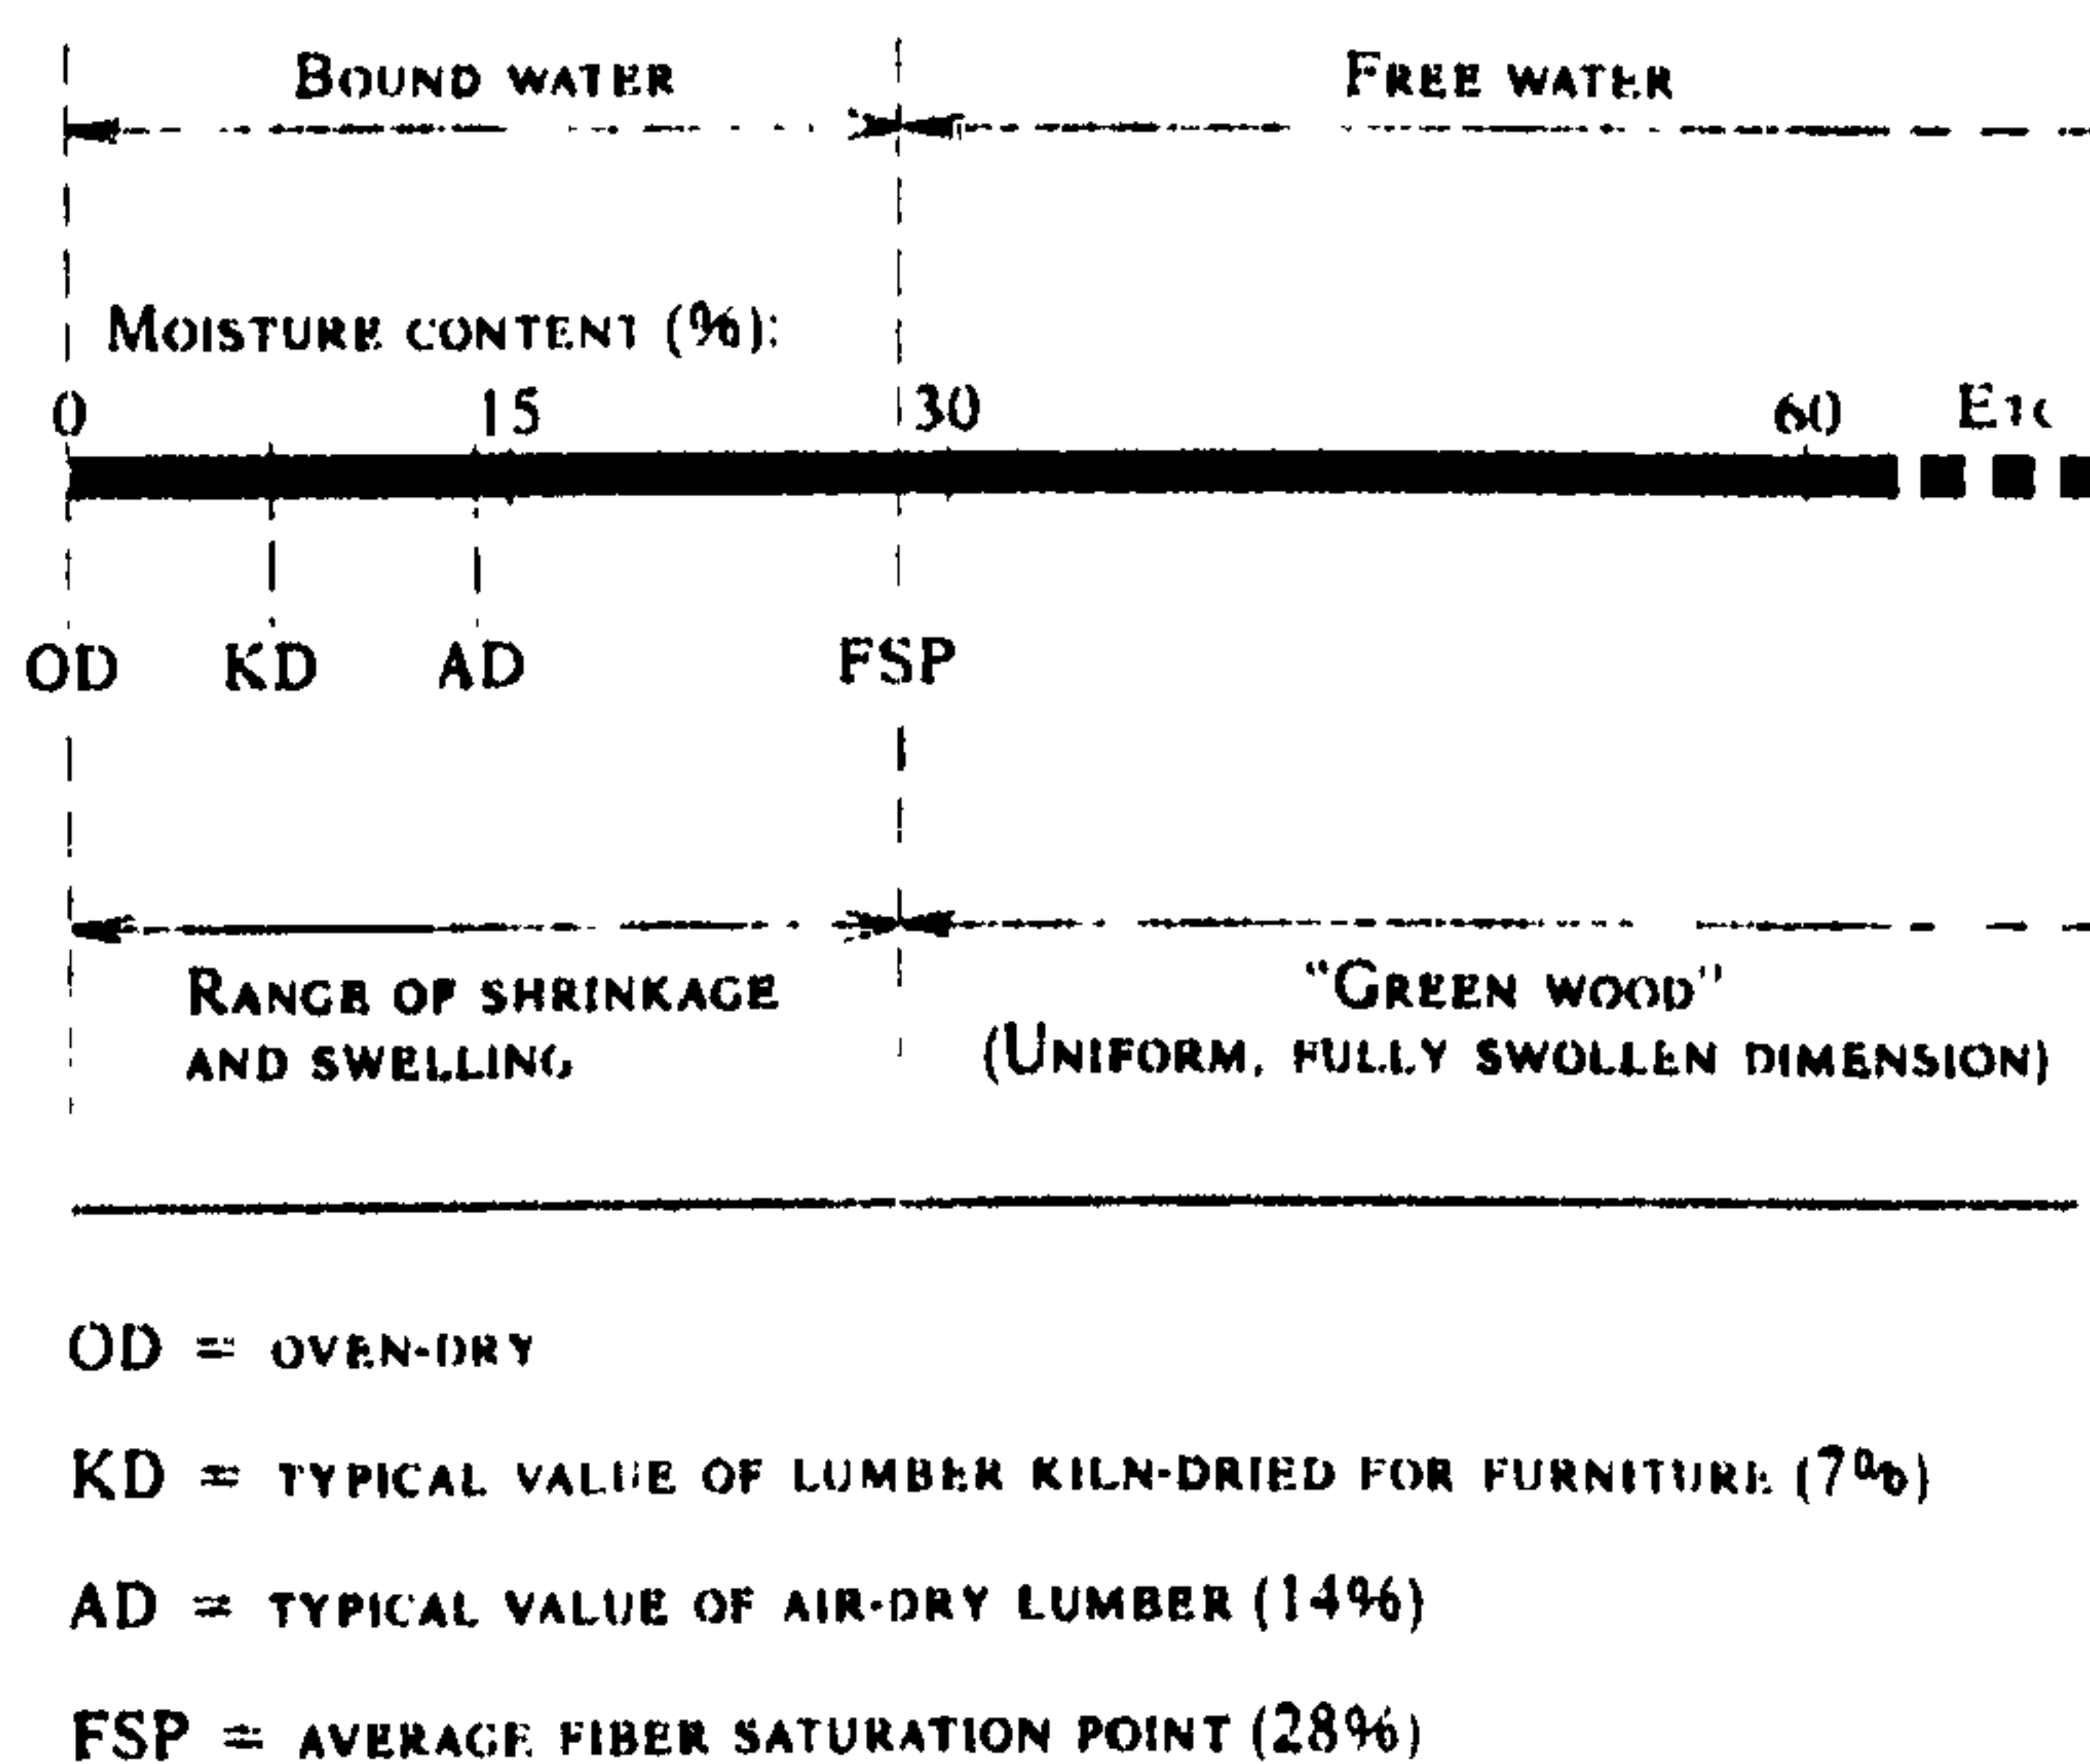 BOUND WATER FREE WATER
MOISTURE CONTENT (%):
0 15 30 60 ETC
OD KD AD FSP
RANGE OF SHRINKAGE
AND SWELLING
"GREEN WOOD"
(UNIFORM, FULLY SWOLLEN DIMENSION)
OD = OVEN-DRY
KD = TYPICAL VALUE OF LUMBER KILN-DRIED FOR FURNITURE (7%)
AD = TYPICAL VALUE OF AIR-DRY LUMBER (14%)
FSP = AVERAGE FIBER SATURATION POINT (28%)